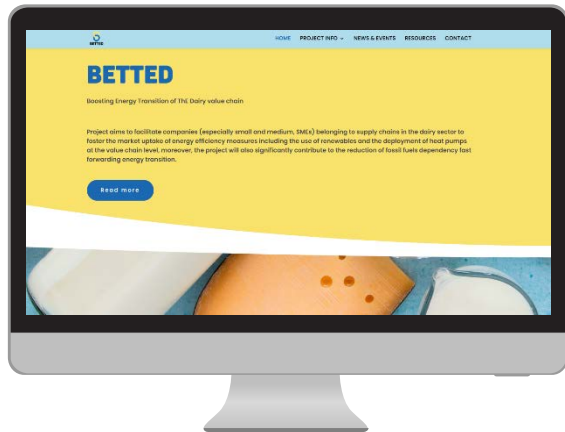 BETTED
HOME PROJECT INFO NEWS & EVENTS RESOURCES CONTACT
BETTED
Boosting Energy Transition of ThE Dairy value chain
Project aims to facilitate companies (especially small and medium, SMEs) belonging to supply chains in the dairy sector to
foster the market uptake of energy efficiency measures including the use of renewables and the deployment of heat pumps
at the value chain level, moreover, the project will also significantly contribute to the reduction of fossil fuels dependency fast
forwarding energy transition.
Read more